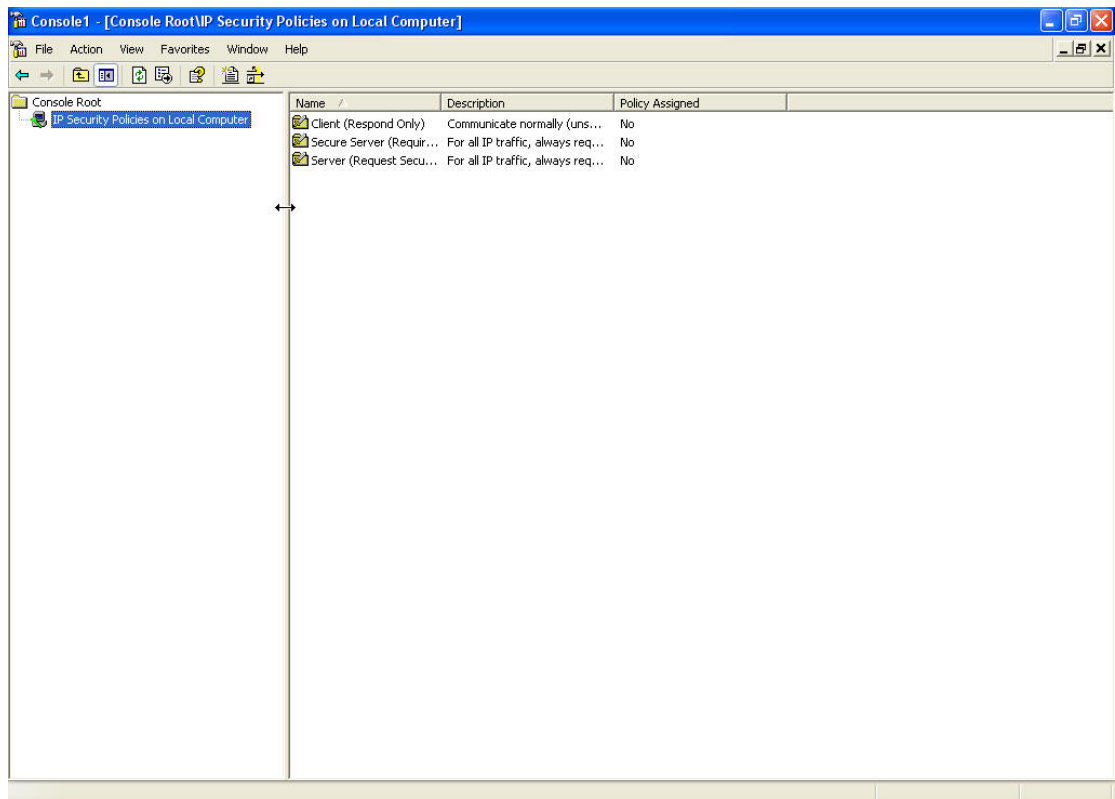 Console1 - [Console Root\IP Security Policies on Local Computer]
File Action View Favorites Window Help
Console Root
IP Security Policies on Local Computer
Name Description Policy Assigned
Client (Respond Only) Communicate normally (uns... No
Secure Server (Requir... For all IP traffic, always req... No
Server (Request Secu... For all IP traffic, always req... No